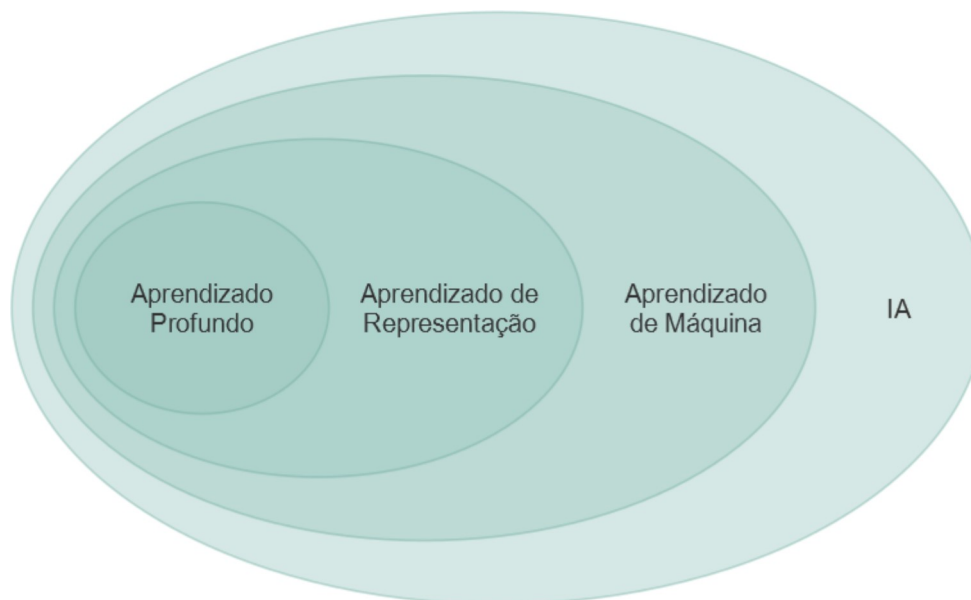 Aprendizado
Profundo
Aprendizado de
Representação
Aprendizado
de Máquina
IA